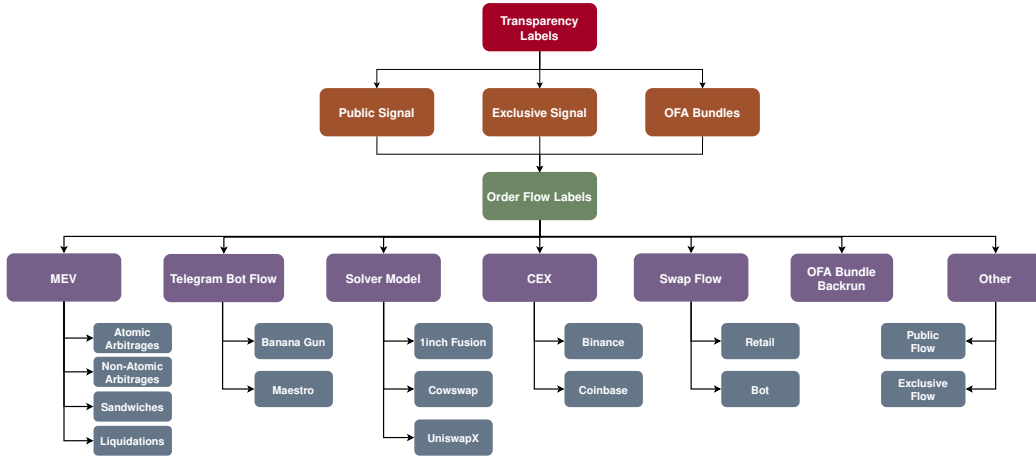 Transparency
Labels
Public Signal
Exclusive Signal
OFA Bundles
Order Flow Labels
MEV
Telegram Bot Flow
Solver Model
CEX
Swap Flow
OFA Bundle
Backrun
Other
Atomic
Arbitrages
Non-Atomic
Arbitrages
Sandwiches
Liquidations
Banana Gun
Maestro
1inch Fusion
Cowswap
UniswapX
Binance
Coinbase
Retail
Bot
Public
Flow
Exclusive
Flow